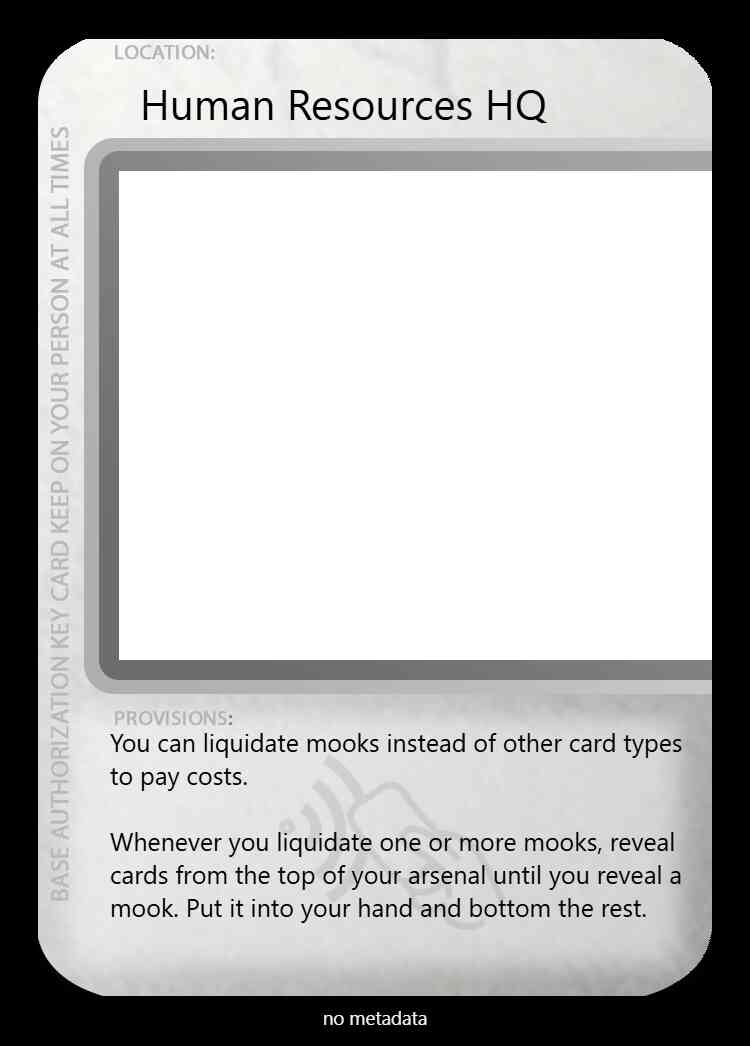 LOCATION:
Human Resources HQ
BASE AUTHORIZATION KEY CARD KEEP ON YOUR PERSON AT ALL TIMES
PROVISIONS:
You can liquidate mooks instead of other card types
to pay costs.
Whenever you liquidate one or more mooks, reveal
cards from the top of your arsenal until you reveal a
mook. Put it into your hand and bottom the rest.
no metadata